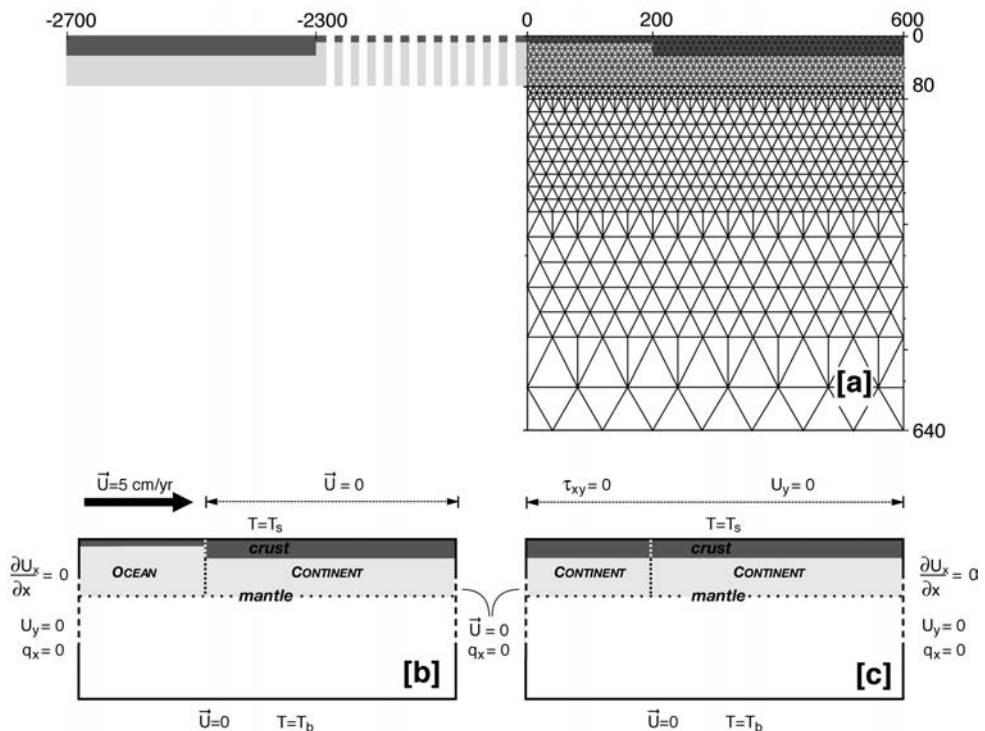 -2700 -2300 0 200 600
0
80
[a]
640
U⃗=5 cm/yr U⃗ = 0 τxy = 0 Uy= 0
T=Ts T=Ts
crust crust
∂Ux/∂x = 0 OCEAN CONTINENT CONTINENT CONTINENT ∂Ux/∂x = 0
mantle mantle
Uy= 0 U⃗ = 0 Uy= 0
qx= 0 qx= 0 qx= 0
[b] [c]
U⃗=0 T=Tb U⃗=0 T=Tb